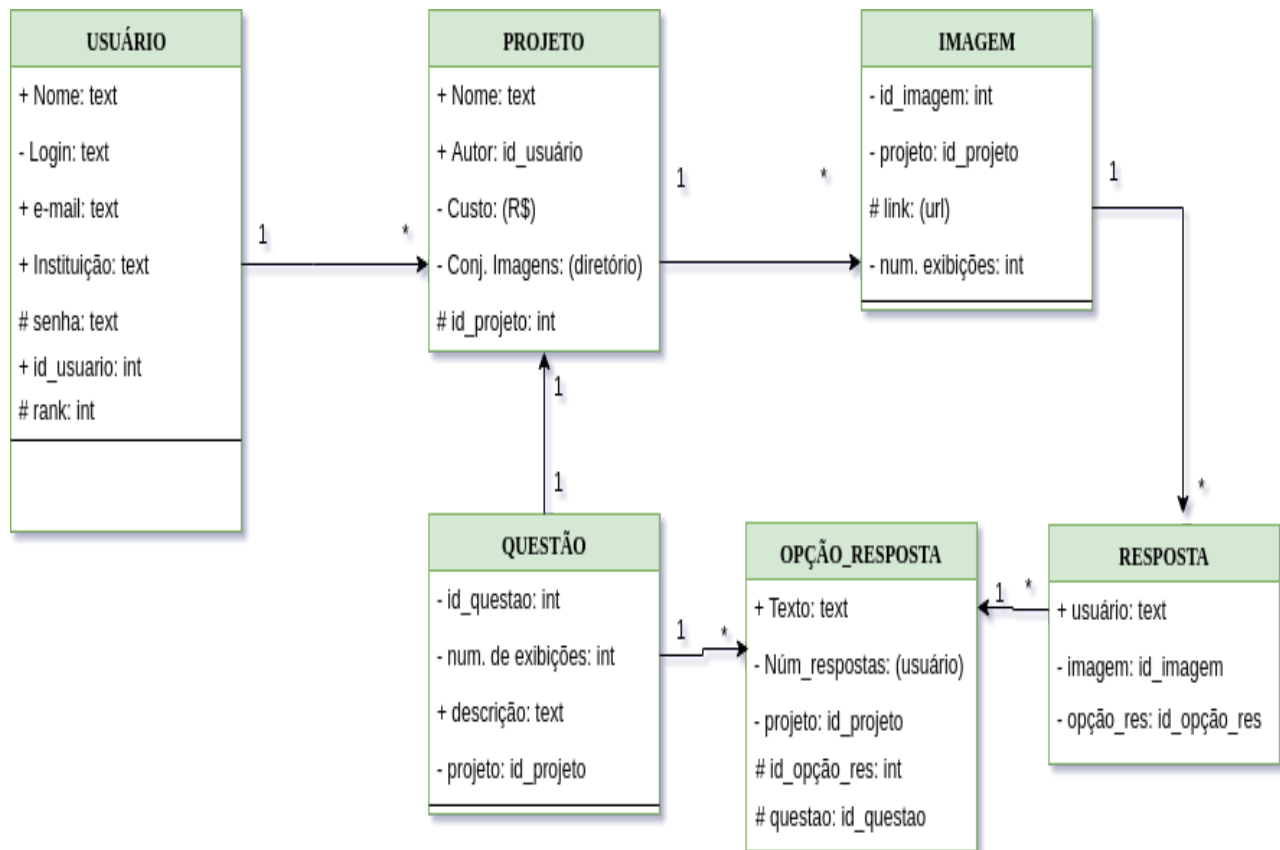 USUÁRIO
+ Nome: text
- Login: text
+ e-mail: text
+ Instituição: text
# senha: text
+ id_usuario: int
# rank: int
1
*
PROJETO
+ Nome: text
+ Autor: id_usuário
- Custo: (R$)
- Conj. Imagens: (diretório)
# id_projeto: int
1
*
IMAGEM
- id_imagem: int
- projeto: id_projeto
# link: (url)
- num. exibições: int
1
*
1
1
QUESTÃO
- id_questao: int
- num. de exibições: int
+ descrição: text
- projeto: id_projeto
1
*
OPÇÃO_RESPOSTA
+ Texto: text
- Núm_respostas: (usuário)
- projeto: id_projeto
# id_opção_res: int
# questao: id_questao
1
*
RESPOSTA
+ usuário: text
- imagem: id_imagem
- opção_res: id_opção_res